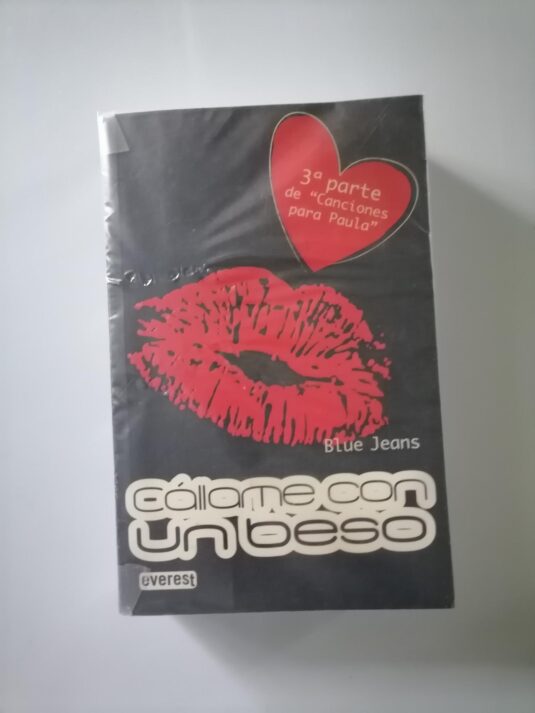 3ª parte
de "Canciones
para Paula"
Blue Jeans
Cállame con
un beso
everest